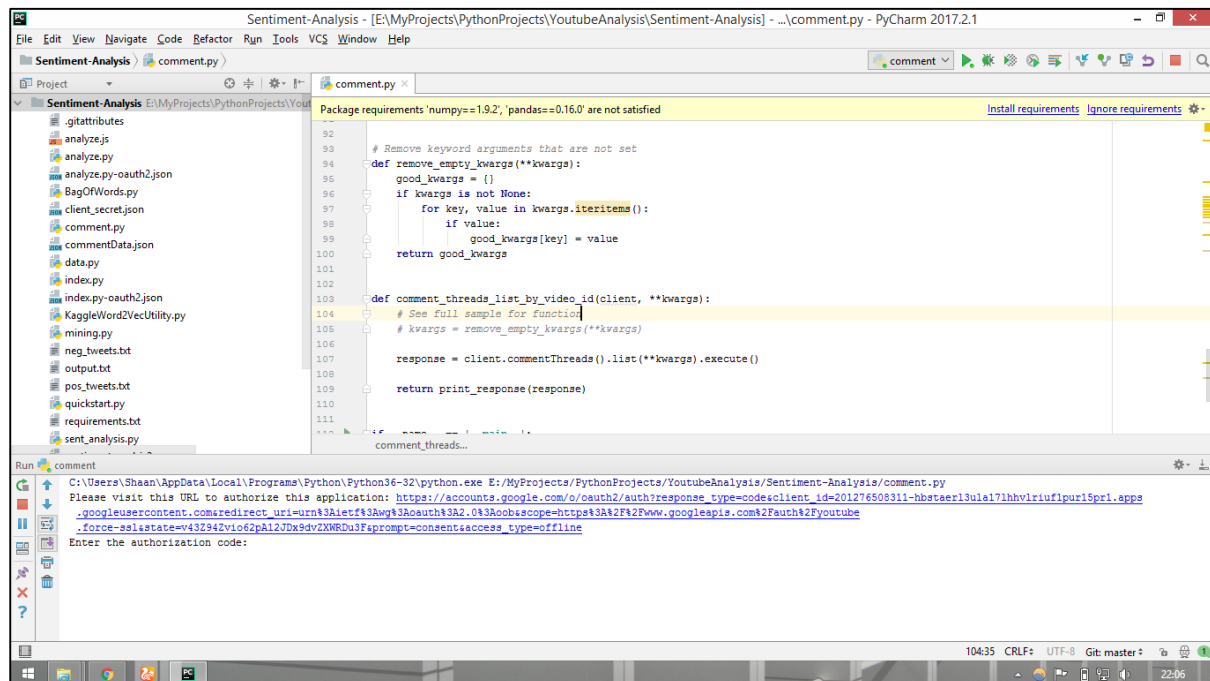 PC Sentiment-Analysis - [E:\MyProjects\PythonProjects\YoutubeAnalysis\Sentiment-Analysis] - ...\comment.py - PyCharm 2017.2.1
File Edit View Navigate Code Refactor Run Tools VCS Window Help
Sentiment-Analysis comment.py comment
Project comment.py
Sentiment-Analysis E:\MyProjects\PythonProjects\Yout
Package requirements 'numpy==1.9.2', 'pandas==0.16.0' are not satisfied Install requirements Ignore requirements
.gitattributes
analyze.js
analyze.py
analyze.py-oauth2.json
BagOfWords.py
client_secret.json
comment.py
commentData.json
data.py
index.py
index.py-oauth2.json
KaggleWord2VecUtility.py
mining.py
neg_tweets.txt
output.txt
pos_tweets.txt
quickstart.py
requirements.txt
sent_analysis.py
92
93 # Remove keyword arguments that are not set
94 def remove_empty_kwargs(**kwargs):
95 good_kwargs = {}
96 if kwargs is not None:
97 for key, value in kwargs.iteritems():
98 if value:
99 good_kwargs[key] = value
100 return good_kwargs
101
102
103 def comment_threads_list_by_video_id(client, **kwargs):
104 # See full sample for function
105 # kwargs = remove_empty_kwargs(**kwargs)
106
107 response = client.commentThreads().list(**kwargs).execute()
108
109 return print_response(response)
110
111
comment_threads...
Run comment
C:\Users\Shaan\AppData\Local\Programs\Python\Python36-32\python.exe E:/MyProjects/PythonProjects/YoutubeAnalysis/Sentiment-Analysis/comment.py
Please visit this URL to authorize this application: https://accounts.google.com/o/oauth2/auth?response_type=code&client_id=201276508311-hbstaerl3ula17lhhvlriuf1pur15pr1.apps
.googleusercontent.com&redirect_uri=urn%3Aietf%3Awg%3Aoauth%3A2.0%3Aoob&scope=https%3A%2F%2Fwww.googleapis.com%2Fauth%2Fyoutube
.force-ssl&state=v43Z94Zvio62pA12JDx9dvZXWRDu3F&prompt=consent&access_type=offline
Enter the authorization code:
104:35 CRLF UTF-8 Git: master 1
PC 22:06